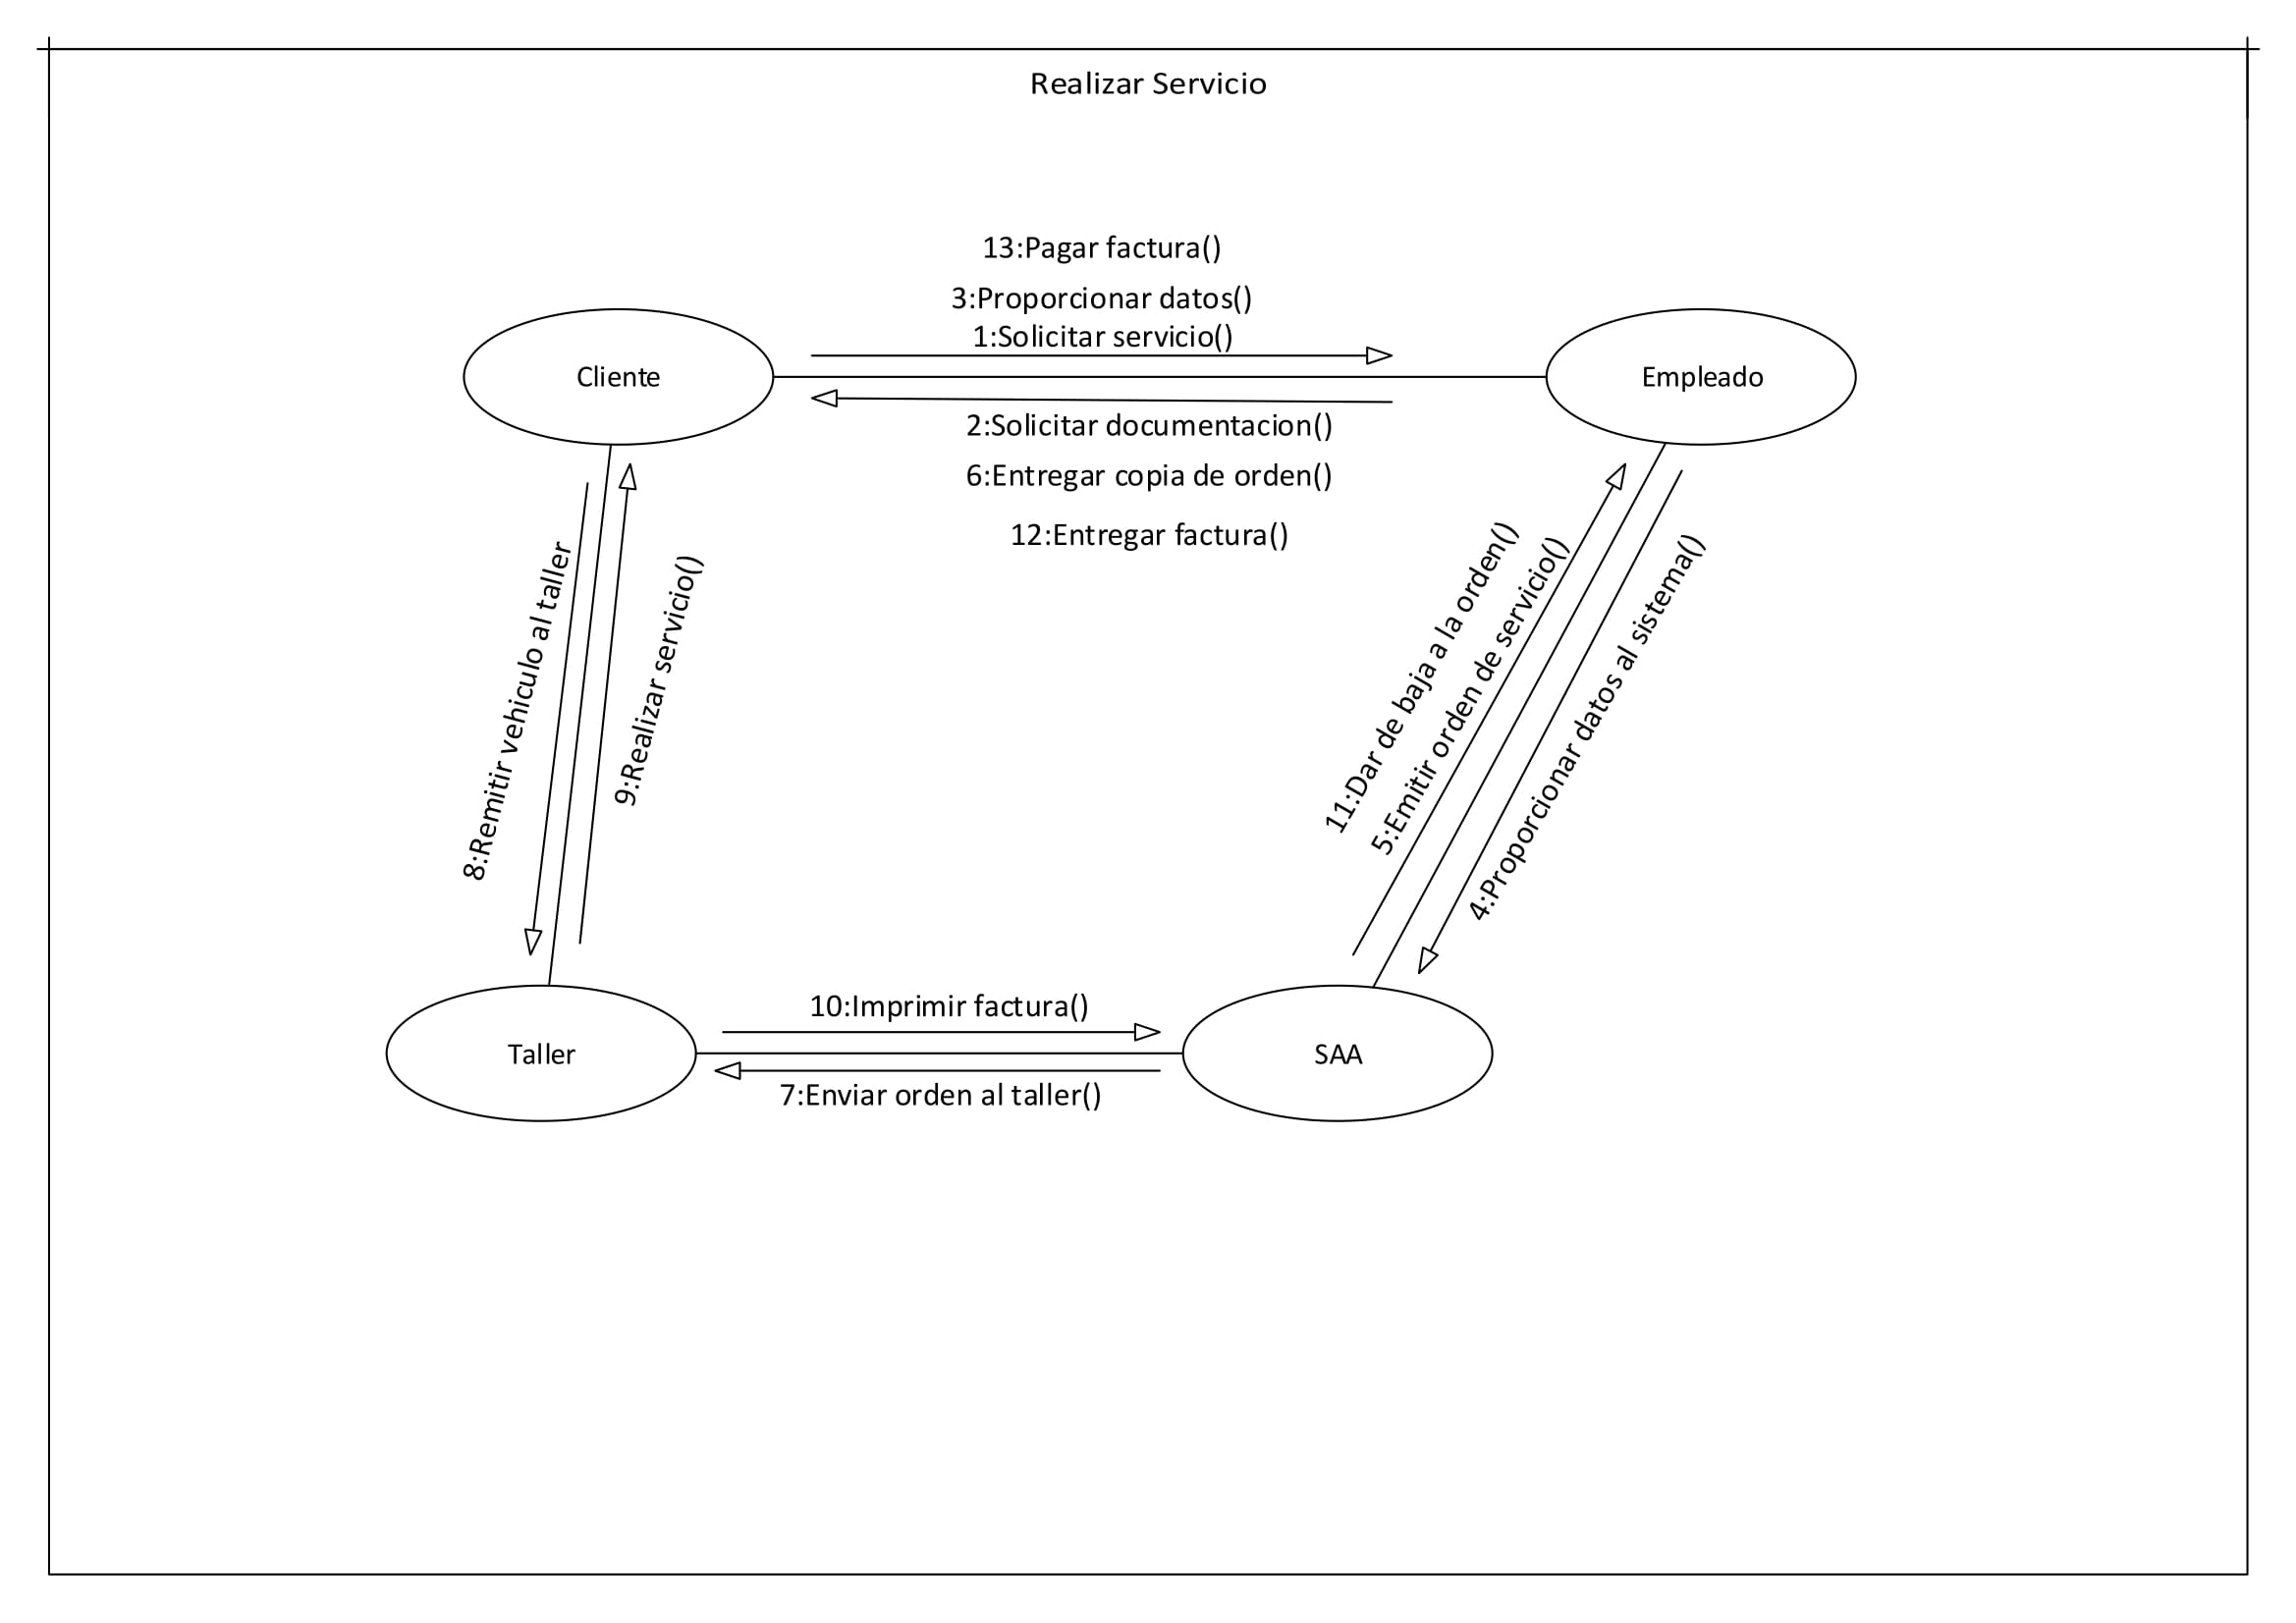 Realizar Servicio
13:Pagar factura()
3:Proporcionar datos()
1:Solicitar servicio()
Cliente
Empleado
2:Solicitar documentacion()
6:Entregar copia de orden()
12:Entregar factura()
8:Remitir vehiculo al taller
9:Realizar servicio()
11:Dar de baja a la orden()
5:Emitir orden de servicio()
4:Proporcionar datos al sistema()
10:Imprimir factura()
Taller
SAA
7:Enviar orden al taller()